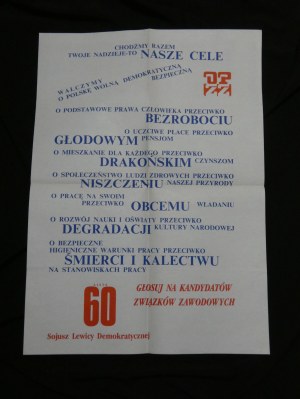 CHODŹMY RAZEM
TWOJE NADZIEJE-TO NASZE CELE
WALCZYMY
O POLSKĘ WOLNĄ DEMOKRATYCZNĄ
BEZPIECZNĄ
O PODSTAWOWE PRAWA CZŁOWIEKA PRZECIWKO
BEZROBOCIU
O UCZCIWE PŁACE PRZECIWKO
GŁODOWYM PENSJOM
O MIESZKANIE DLA KAŻDEGO PRZECIWKO
DRAKOŃSKIM CZYNSZOM
O SPOŁECZEŃSTWO LUDZI ZDROWYCH PRZECIWKO
NISZCZENIU NASZEJ PRZYRODY
O PRACĘ NA SWOIM
PRZECIWKO OBCEMU WŁADANIU
O ROZWÓJ NAUKI I OŚWIATY PRZECIWKO
DEGRADACJI KULTURY NARODOWEJ
O BEZPIECZNE
HIGIENICZNE WARUNKI PRACY PRZECIWKO
ŚMIERCI I KALECTWU
NA STANOWISKACH PRACY
LISTA
60
GŁOSUJ NA KANDYDATÓW
ZWIĄZKÓW ZAWODOWYCH
Sojusz Lewicy Demokratycznej